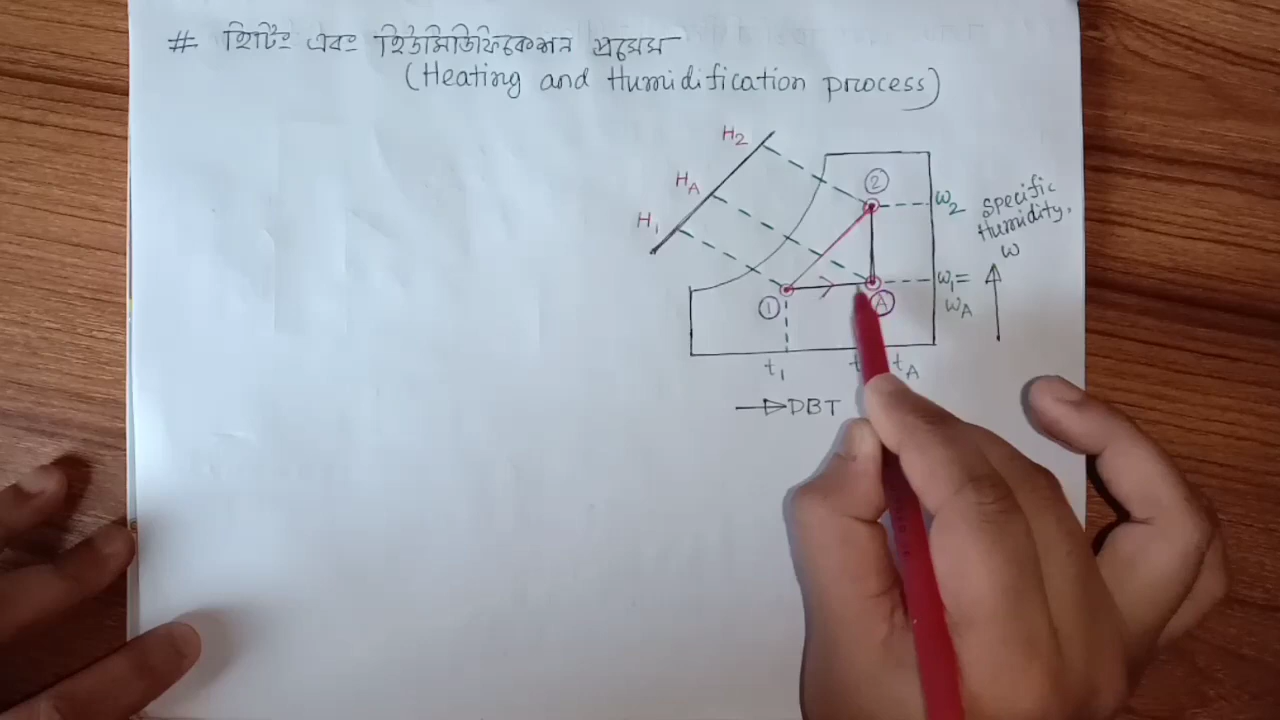 # হিটিং এবং হিউমিডিফিকেশন প্রসেস
(Heating and Humidification process)
H2
HA
H1
2
1
A
ω2
ω1=
ωA
Specific
Humidity,
ω
t1
tA
DBT